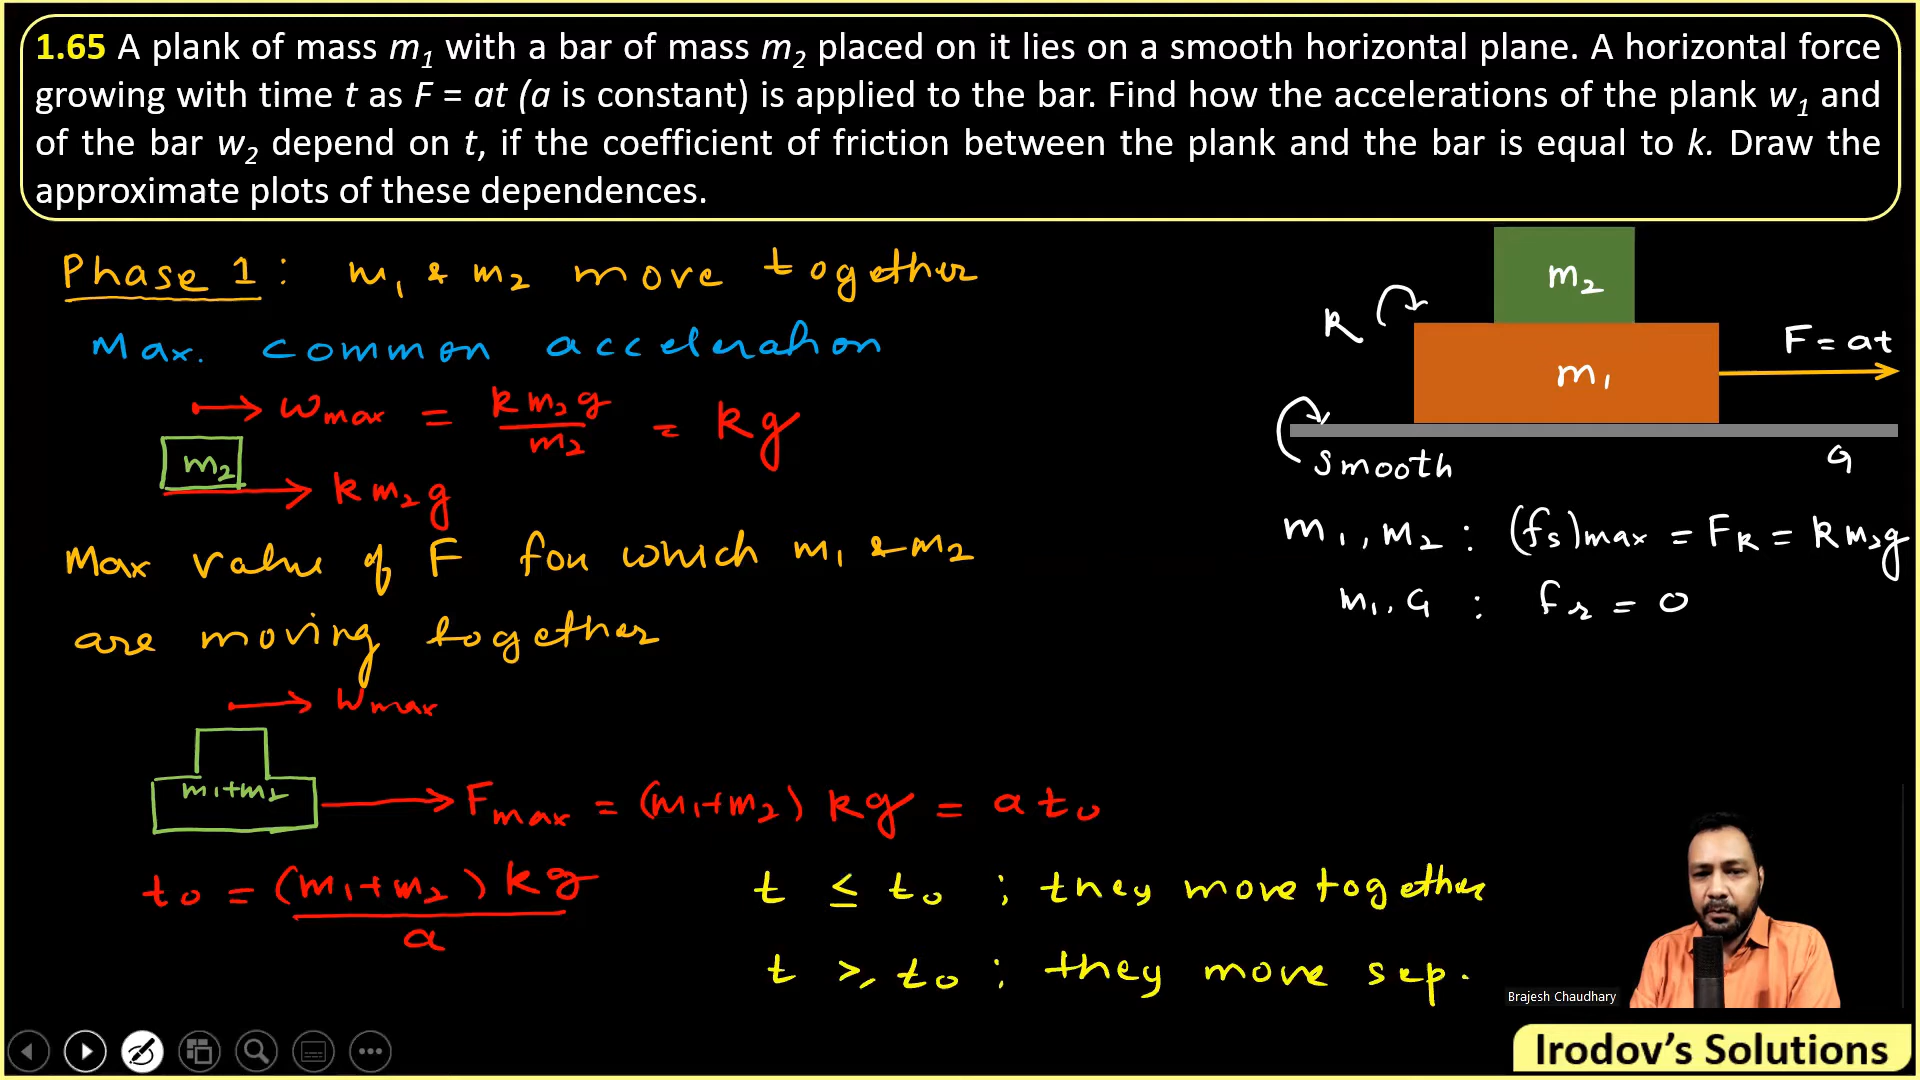 1.65 A plank of mass m₁ with a bar of mass m₂ placed on it lies on a smooth horizontal plane. A horizontal force
growing with time t as F = at (a is constant) is applied to the bar. Find how the accelerations of the plank w₁ and
of the bar w₂ depend on t, if the coefficient of friction between the plank and the bar is equal to k. Draw the
approximate plots of these dependences.
Phase 1 : m₁ & m₂ move together
Max. common acceleration
wmax = k m₂g / m₂ = kg
m₂
k m₂g
Max value of F for which m₁ & m₂
are moving together
wmax
m₁+m₂
Fmax = (m₁+m₂) kg = a t₀
t₀ = (m₁+m₂) kg / a
t ≤ t₀ ; they move together
t ≥ t₀ ; they move sep.
m₂
k
m₁
F = at
smooth
G
m₁, m₂ : (fs)max = Fk = k m₂g
m₁, G : fr = 0
Brajesh Chaudhary
Irodov's Solutions